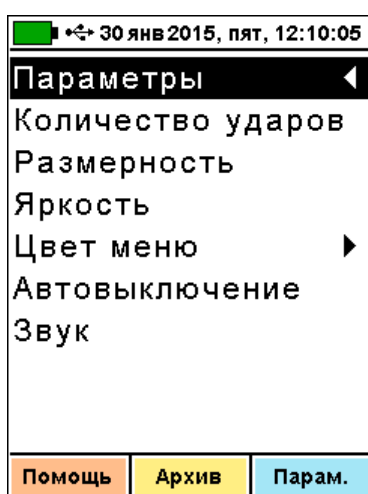 30 янв 2015, пят, 12:10:05
Параметры
Количество ударов
Размерность
Яркость
Цвет меню
Автовыключение
Звук
Помощь Архив Парам.